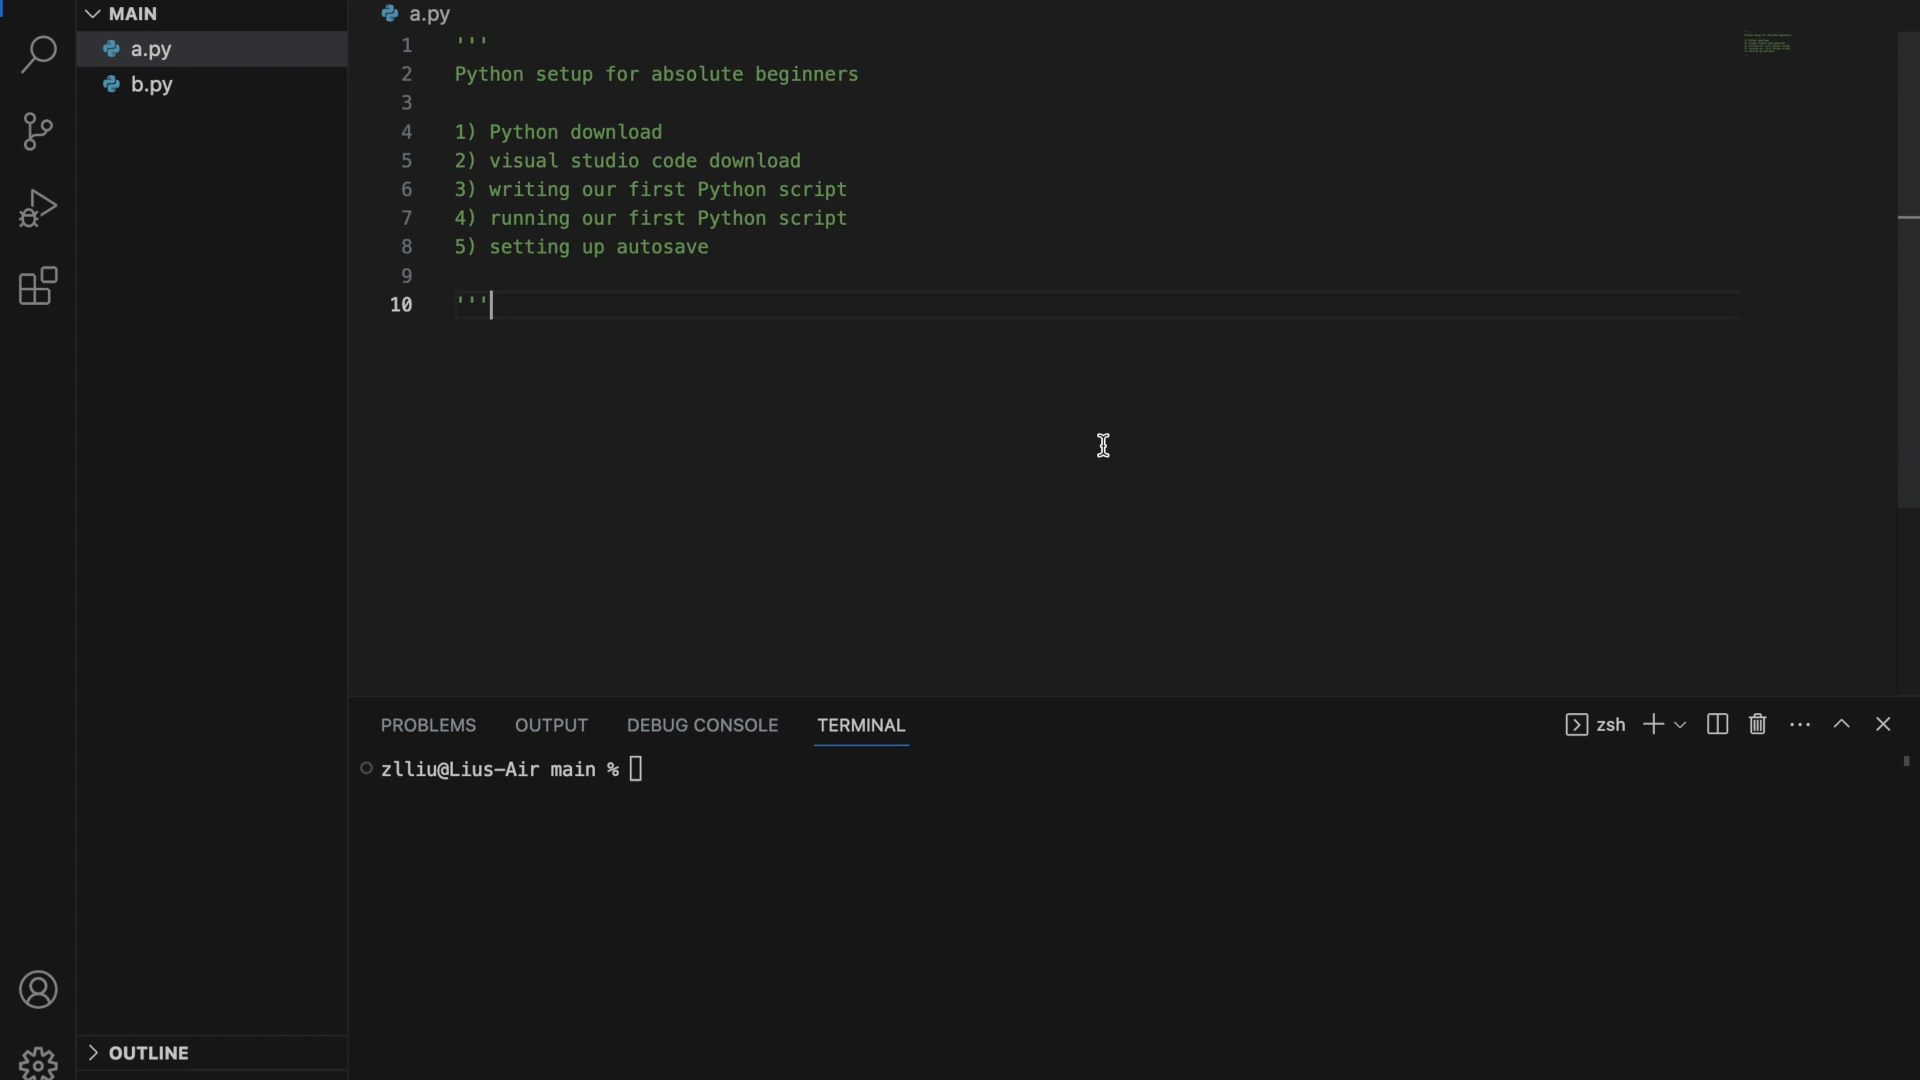 MAIN
a.py
b.py
OUTLINE
a.py
1 '''
2 Python setup for absolute beginners
3
4 1) Python download
5 2) visual studio code download
6 3) writing our first Python script
7 4) running our first Python script
8 5) setting up autosave
9
10 '''
PROBLEMS OUTPUT DEBUG CONSOLE TERMINAL zsh
zlliu@Lius-Air main %